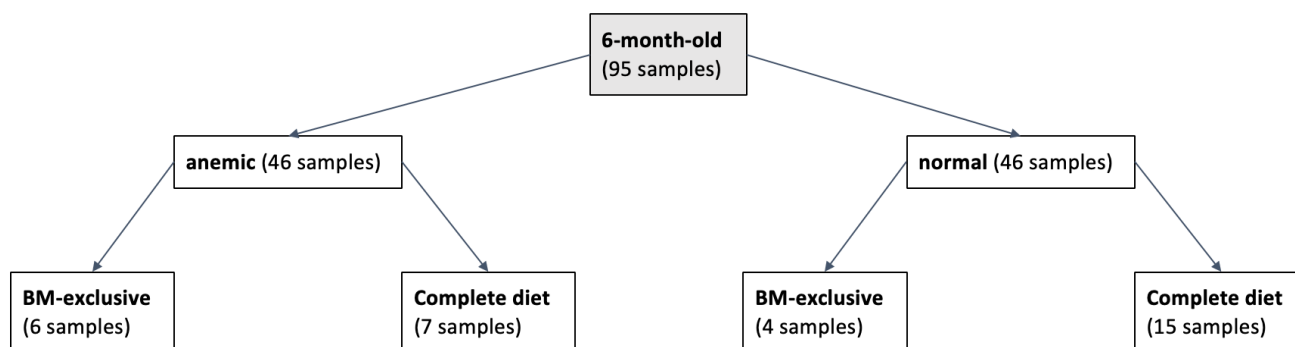 6-month-old
(95 samples)
anemic (46 samples)
normal (46 samples)
BM-exclusive
(6 samples)
Complete diet
(7 samples)
BM-exclusive
(4 samples)
Complete diet
(15 samples)